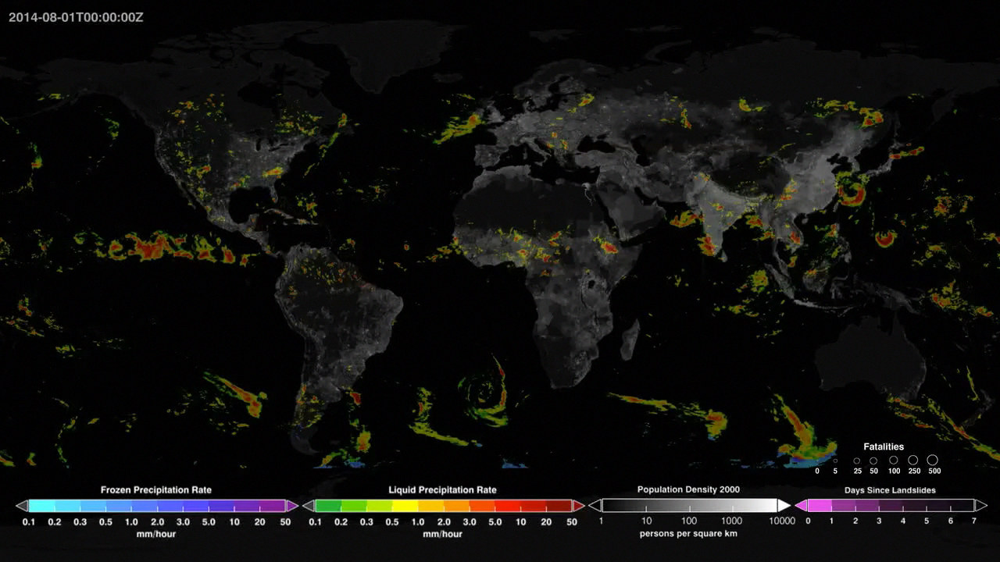 2014-08-01T00:00:00Z
Fatalities
0 5 25 50 100 250 500
Frozen Precipitation Rate
0.1 0.2 0.3 0.5 1.0 2.0 3.0 5.0 10 20 50
mm/hour
Liquid Precipitation Rate
0.1 0.2 0.3 0.5 1.0 2.0 3.0 5.0 10 20 50
mm/hour
Population Density 2000
1 10 100 1000 10000
persons per square km
Days Since Landslides
0 1 2 3 4 5 6 7